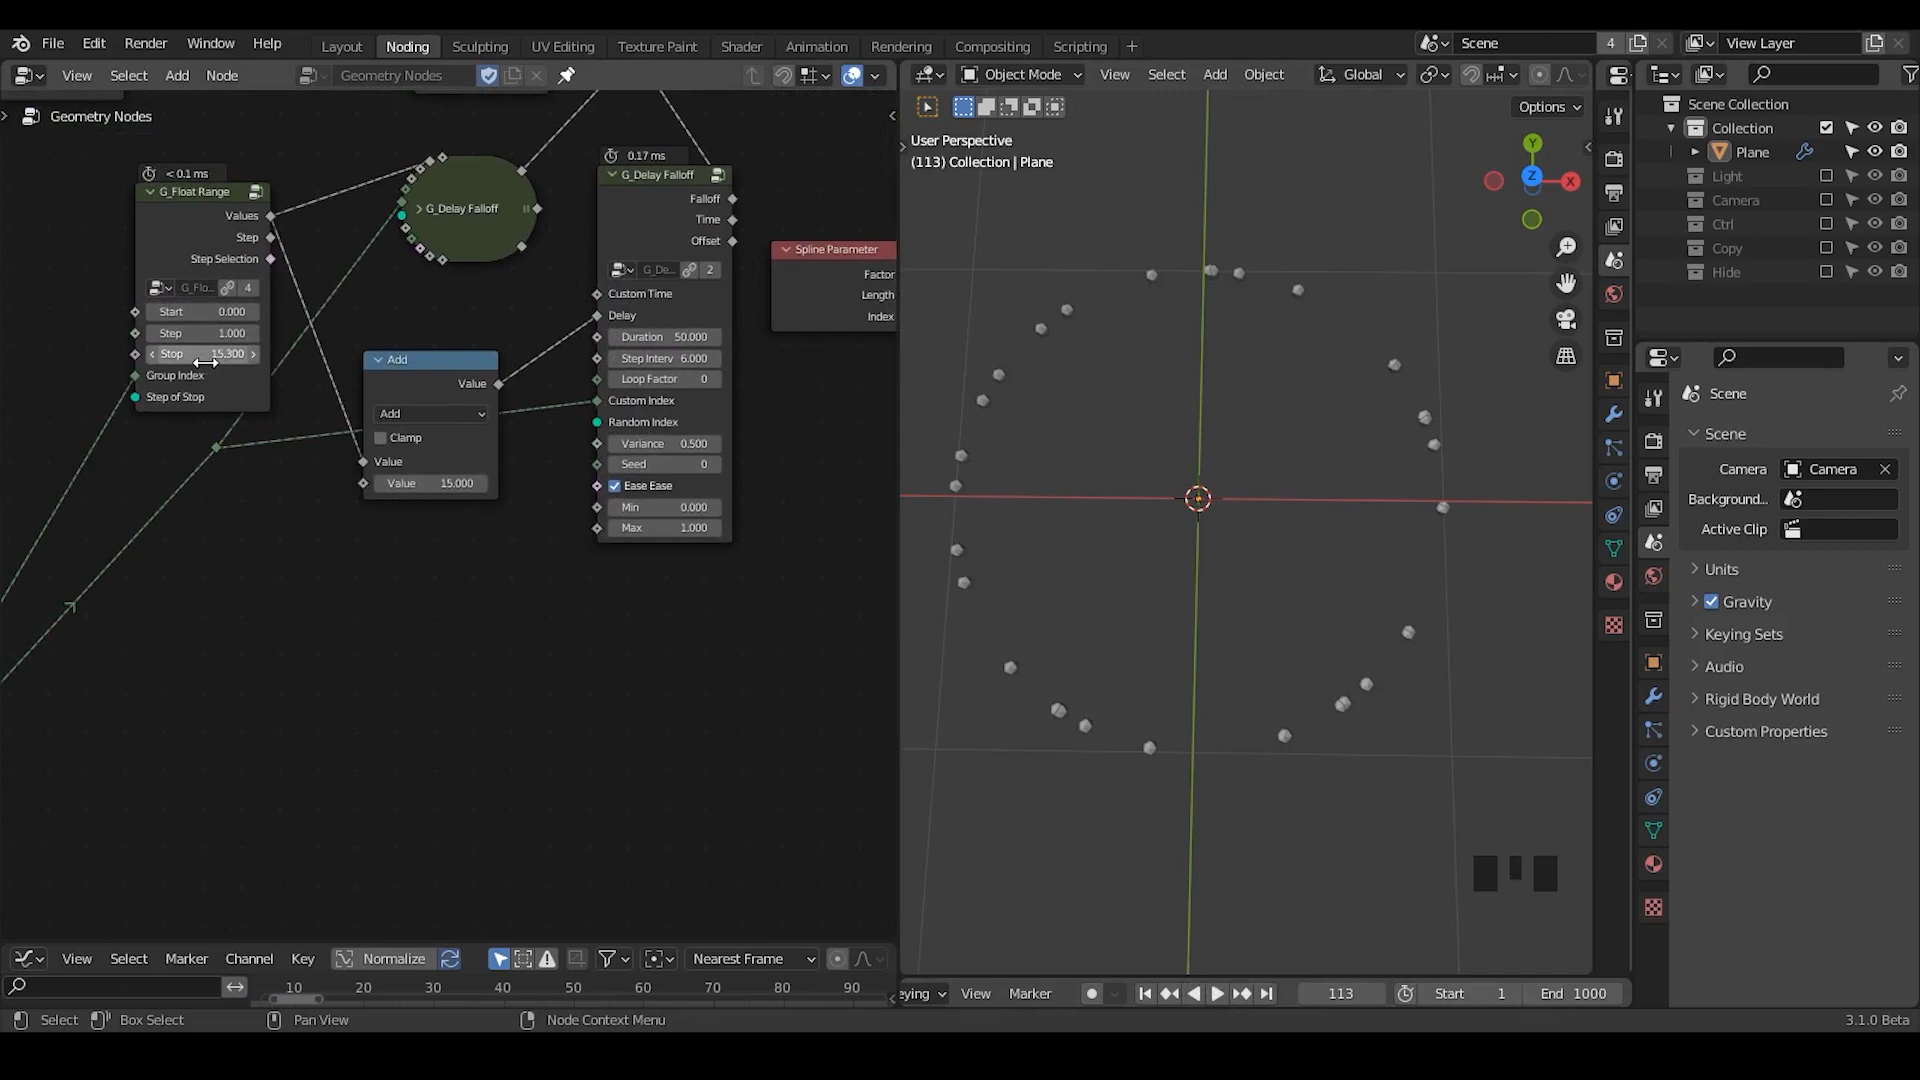 File Edit Render Window Help Layout Noding Sculpting UV Editing Texture Paint Shader Animation Rendering Compositing Scripting + Scene 4 View Layer
View Select Add Node Geometry Nodes Object Mode View Select Add Object Global
Geometry Nodes
Options
User Perspective
(113) Collection | Plane
Y
Z
X
< 0.1 ms
G_Float Range
Values
Step
Step Selection
G_Flo... 4
Start 0.000
Step 1.000
Stop 15.300
Group Index
Step of Stop
G_Delay Falloff
Add
Value
Add
Clamp
Value
Value 15.000
0.17 ms
G_Delay Falloff
Falloff
Time
Offset
G_De... 2
Custom Time
Delay
Duration 50.000
Step Interv 6.000
Loop Factor 0
Custom Index
Random Index
Variance 0.500
Seed 0
Ease Ease
Min 0.000
Max 1.000
Spline Parameter
Factor
Length
Index
Scene Collection
Collection
Plane
Light
Camera
Ctrl
Copy
Hide
Scene
Scene
Camera Camera
Background...
Active Clip
Units
Gravity
Keying Sets
Audio
Rigid Body World
Custom Properties
View Select Marker Channel Key Normalize Nearest Frame
10 20 30 40 50 60 70 80 90
eying View Marker 113 Start 1 End 1000
Select Box Select Pan View Node Context Menu 3.1.0 Beta